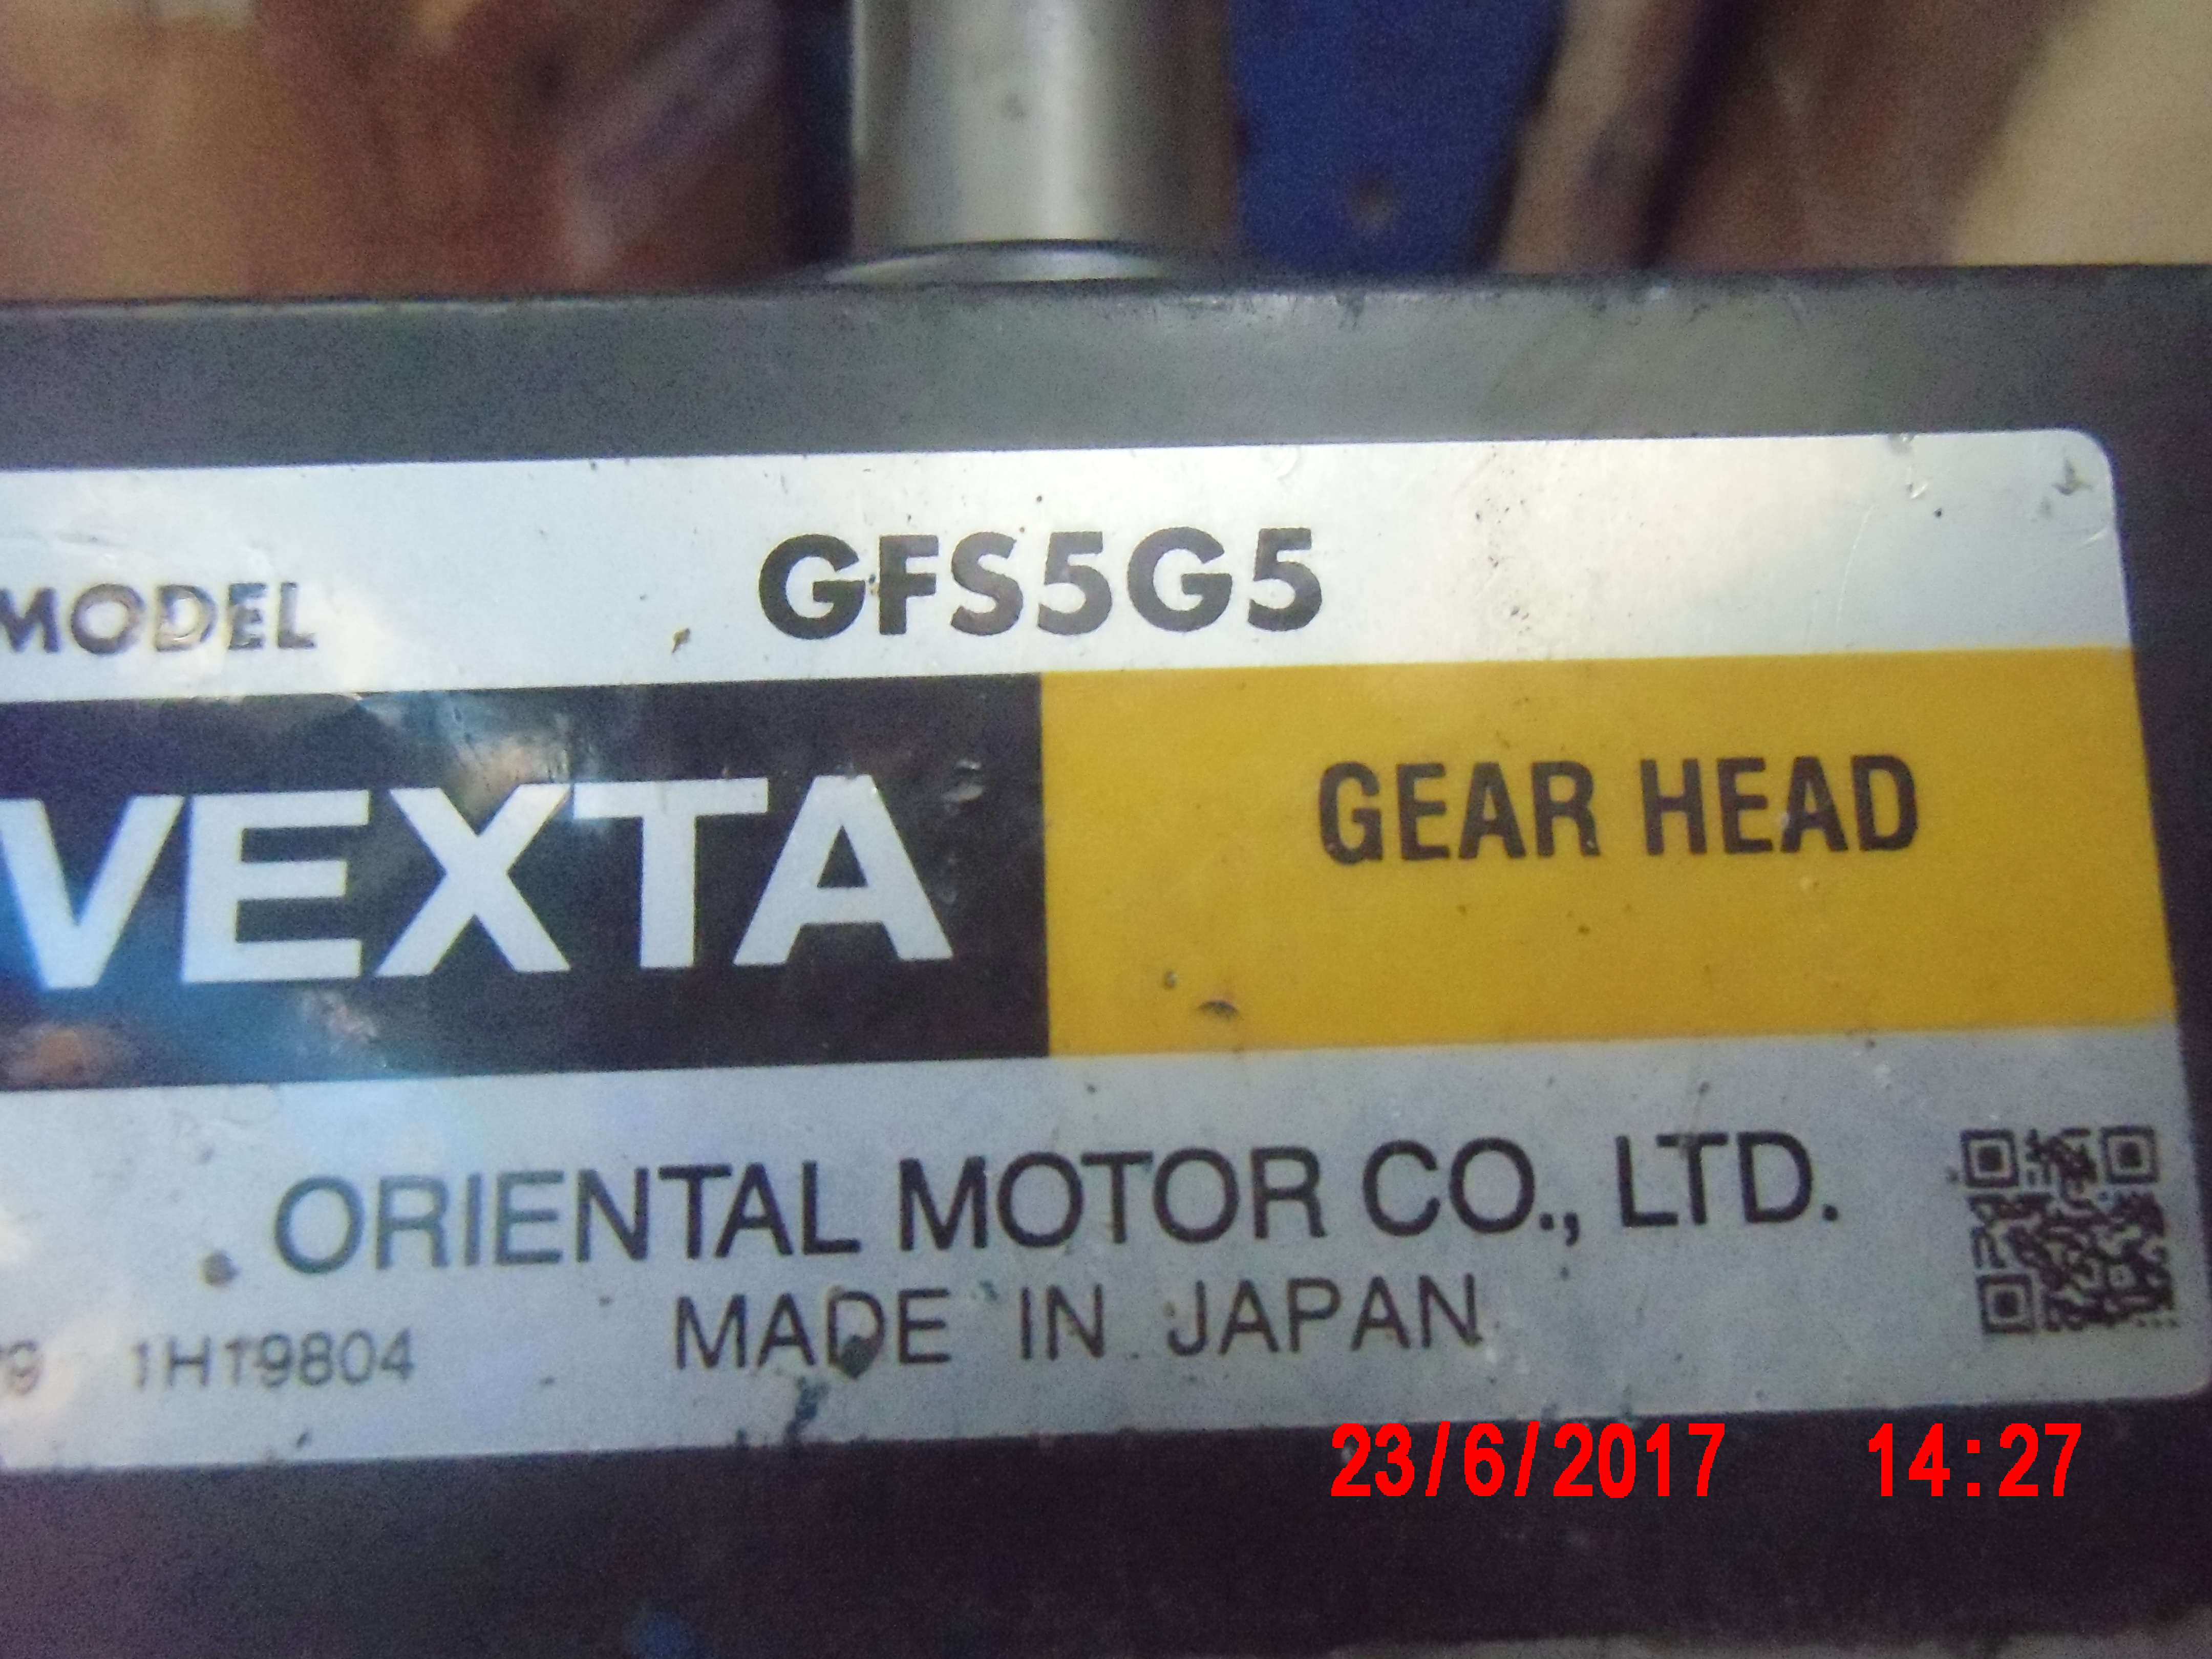 MODEL GFS5G5
VEXTA GEAR HEAD
ORIENTAL MOTOR CO., LTD.
1H19804 MADE IN JAPAN
23/6/2017 14:27